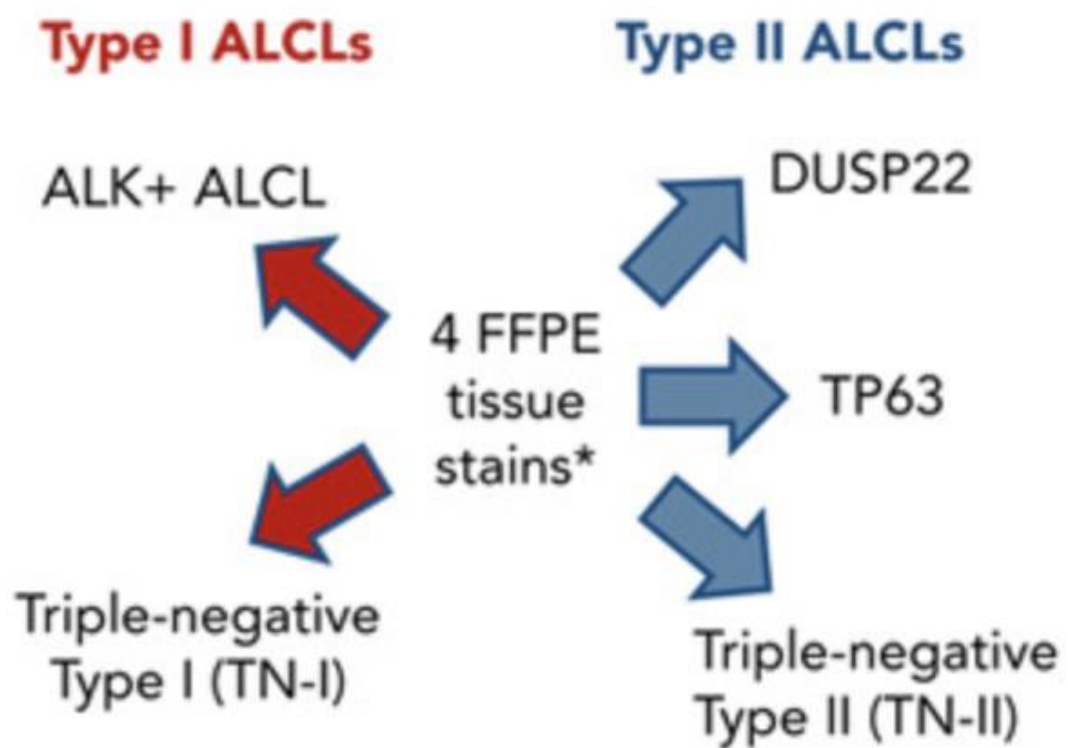 Type I ALCLs
Type II ALCLs
ALK+ ALCL
DUSP22
4 FFPE
tissue
stains*
TP63
Triple-negative
Type I (TN-I)
Triple-negative
Type II (TN-II)